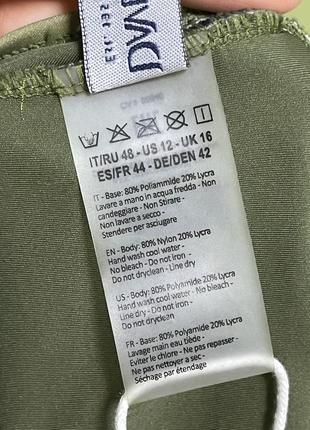 IT/RU 48 - US 12 - UK 16
ES/FR 44 - DE/DEN 42
IT - Base: 80% Poliammide 20% Lycra
Lavare a mano in acqua fredda - Non
candeggiare - Non Stirare
Non lavare a secco -
Stendere per asciugare
EN - Body: 80% Nylon 20% Lycra
Hand wash cool water
No bleach - Do not iron -
Do not dryclean - Line dry
US - Body: 80% Polyamide 20% Lycra
Hand wash cool water - No bleach
Line dry - Do not iron -
Do not dryclean
FR - Base: 80% Polyamide 20% Lycra
Lavage main eau tiède -
Eviter le chlore - Ne pas repasser
Ne pas nettoyer à sec -
Séchage par étendage